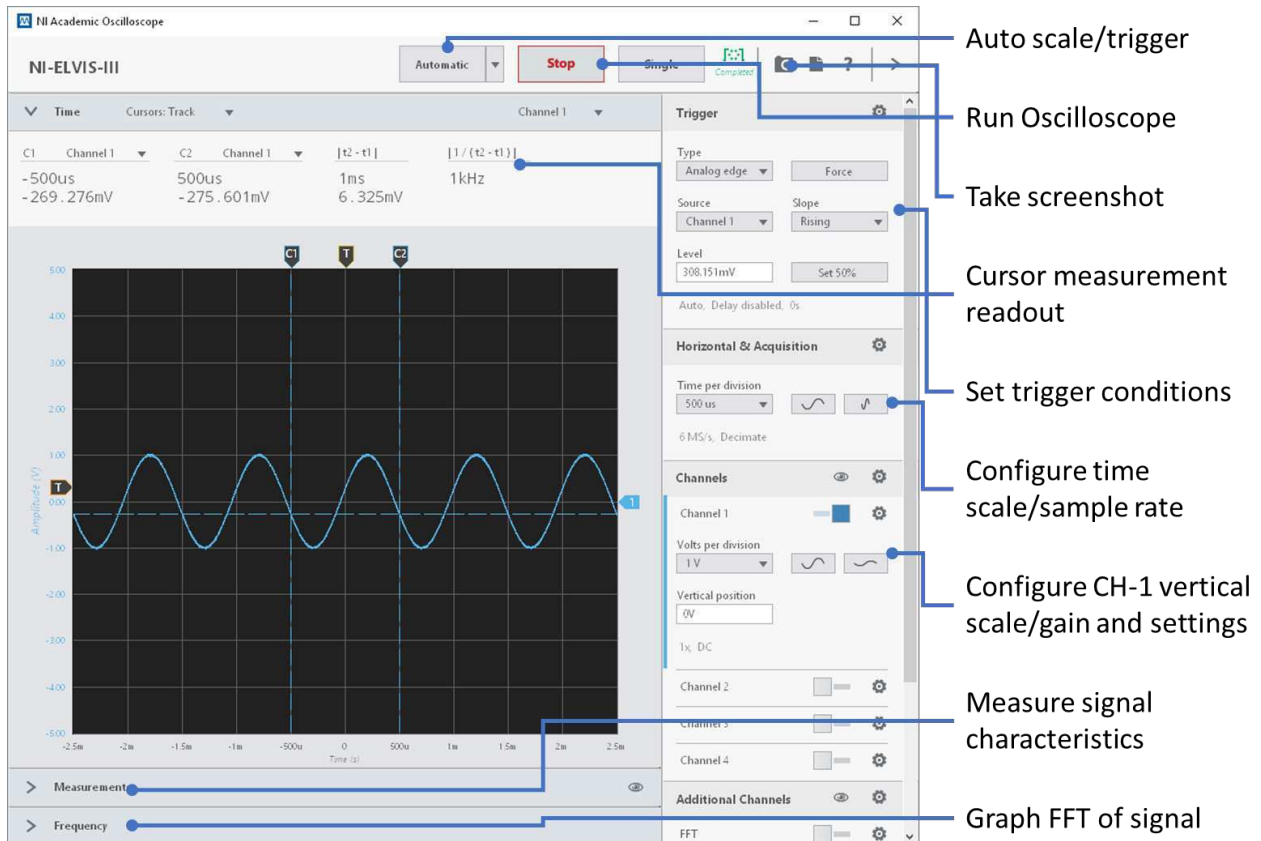 NI Academic Oscilloscope
NI-ELVIS-III
Automatic
Stop
Single
Completed
?
Time
Cursors: Track
Channel 1
C1 Channel 1
C2 Channel 1
|t2 - t1|
|1 / {t2 - t1}|
-500us
500us
1ms
1kHz
-269.276mV
-275.601mV
6.325mV
C1
T
C2
5.00
4.00
3.00
2.00
1.00
0.00
-1.00
-2.00
-3.00
-4.00
-5.00
Amplitude (V)
T
1
-2.5m
-2m
-1.5m
-1m
-500u
0
500u
1m
1.5m
2m
2.5m
Time (s)
Measurement
Frequency
Trigger
Type
Analog edge
Force
Source
Slope
Channel 1
Rising
Level
308.151mV
Set 50%
Auto, Delay disabled, 0s
Horizontal & Acquisition
Time per division
500 us
6 MS/s, Decimate
Channels
Channel 1
Volts per division
1 V
Vertical position
0V
1x, DC
Channel 2
Channel 3
Channel 4
Additional Channels
FFT
Auto scale/trigger
Run Oscilloscope
Take screenshot
Cursor measurement
readout
Set trigger conditions
Configure time
scale/sample rate
Configure CH-1 vertical
scale/gain and settings
Measure signal
characteristics
Graph FFT of signal